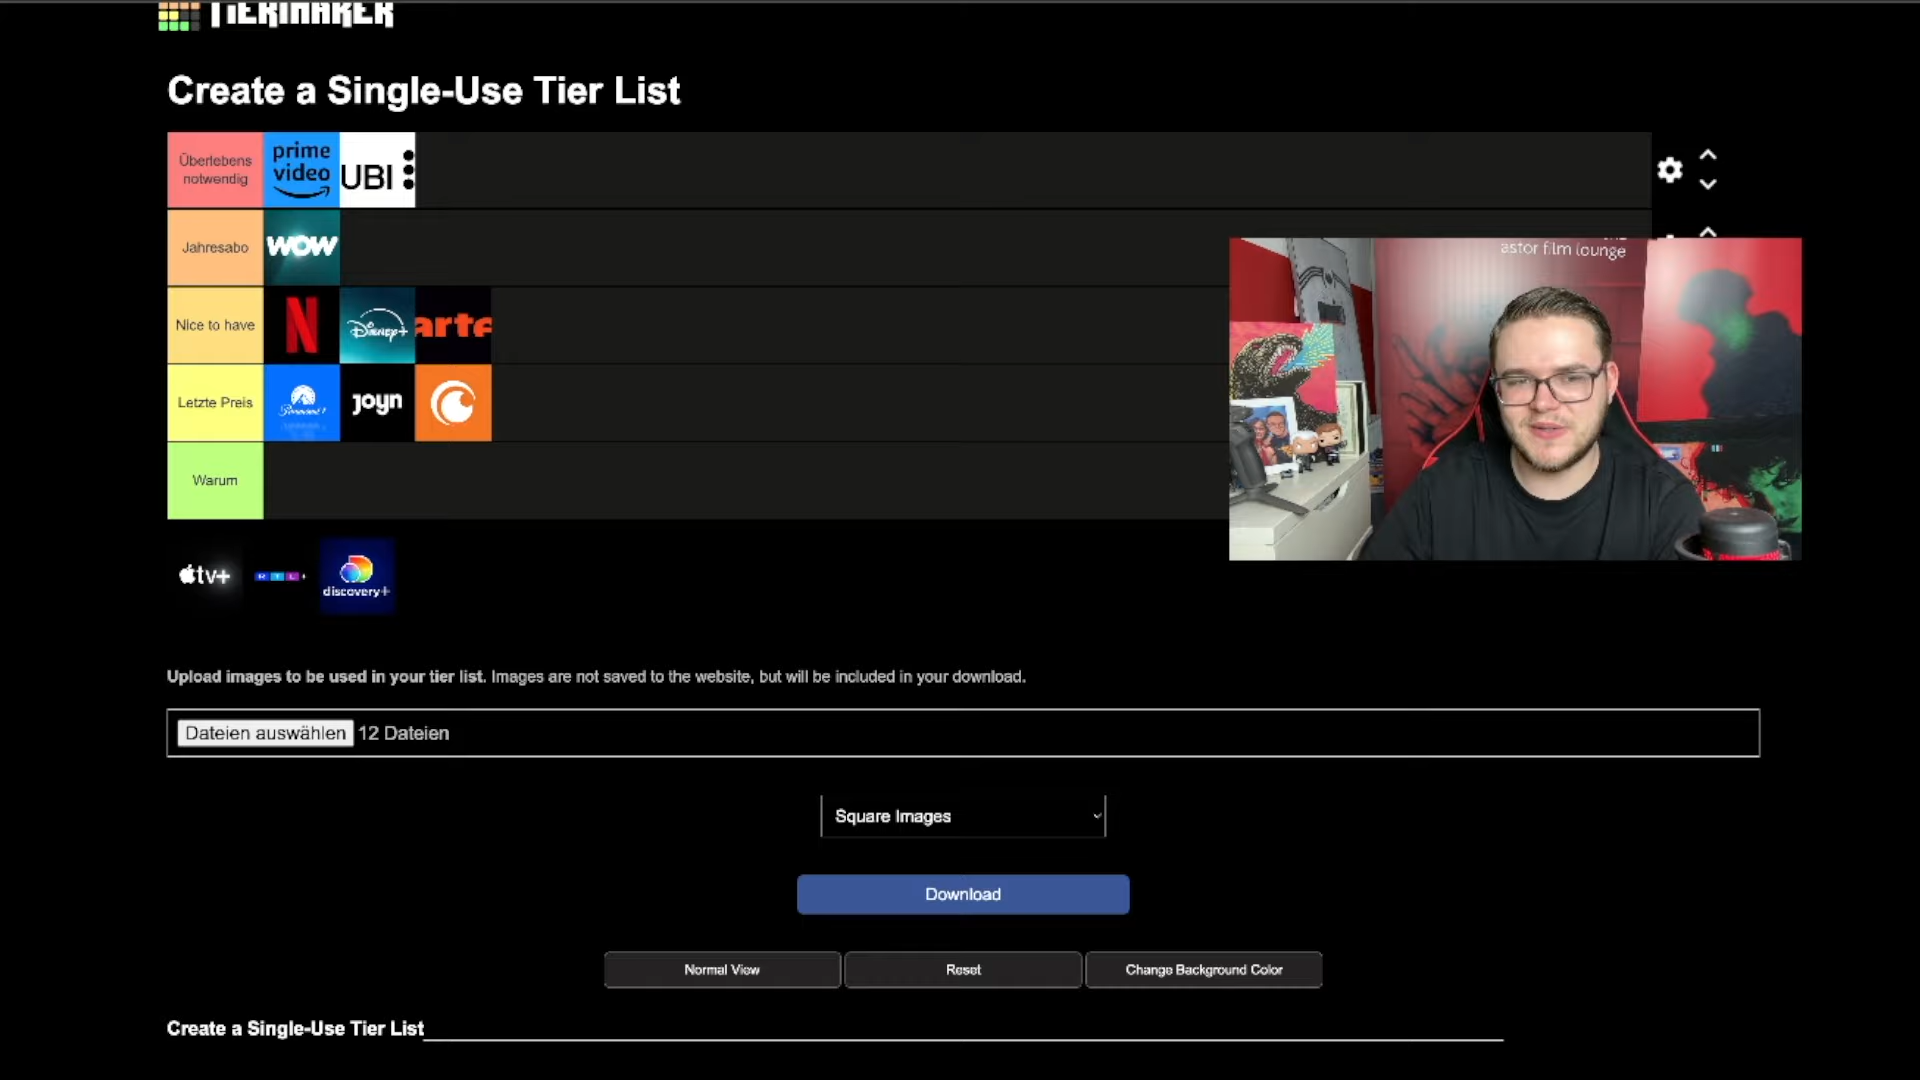 TIERMAKER
Create a Single-Use Tier List
Überlebens
notwendig
prime
video
UBI
Jahresabo
WOW
astor film lounge
Nice to have
N
Disney+
arte
Letzte Preis
Paramount+
joyn
Warum
tv+
RTL+
discovery+
Upload images to be used in your tier list. Images are not saved to the website, but will be included in your download.
Dateien auswählen 12 Dateien
Square Images
Download
Normal View
Reset
Change Background Color
Create a Single-Use Tier List